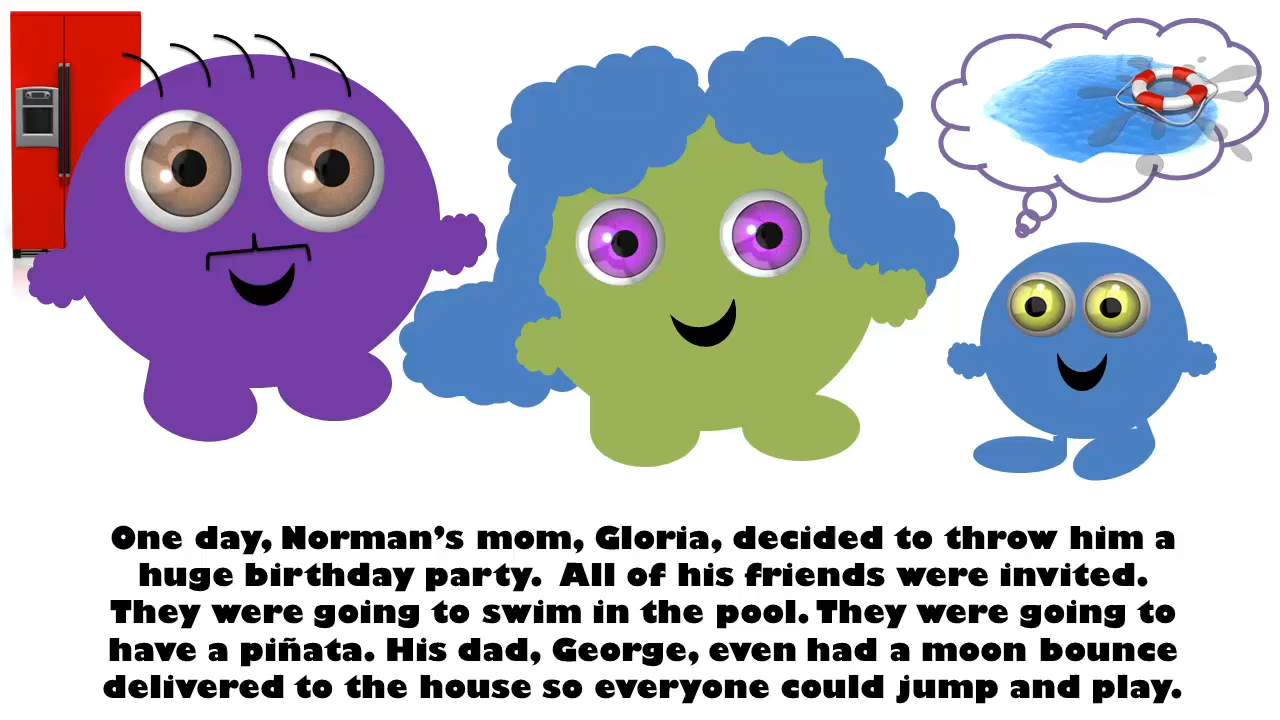 One day, Norman’s mom, Gloria, decided to throw him a
huge birthday party.  All of his friends were invited.
They were going to swim in the pool. They were going to
have a piñata. His dad, George, even had a moon bounce
delivered to the house so everyone could jump and play.